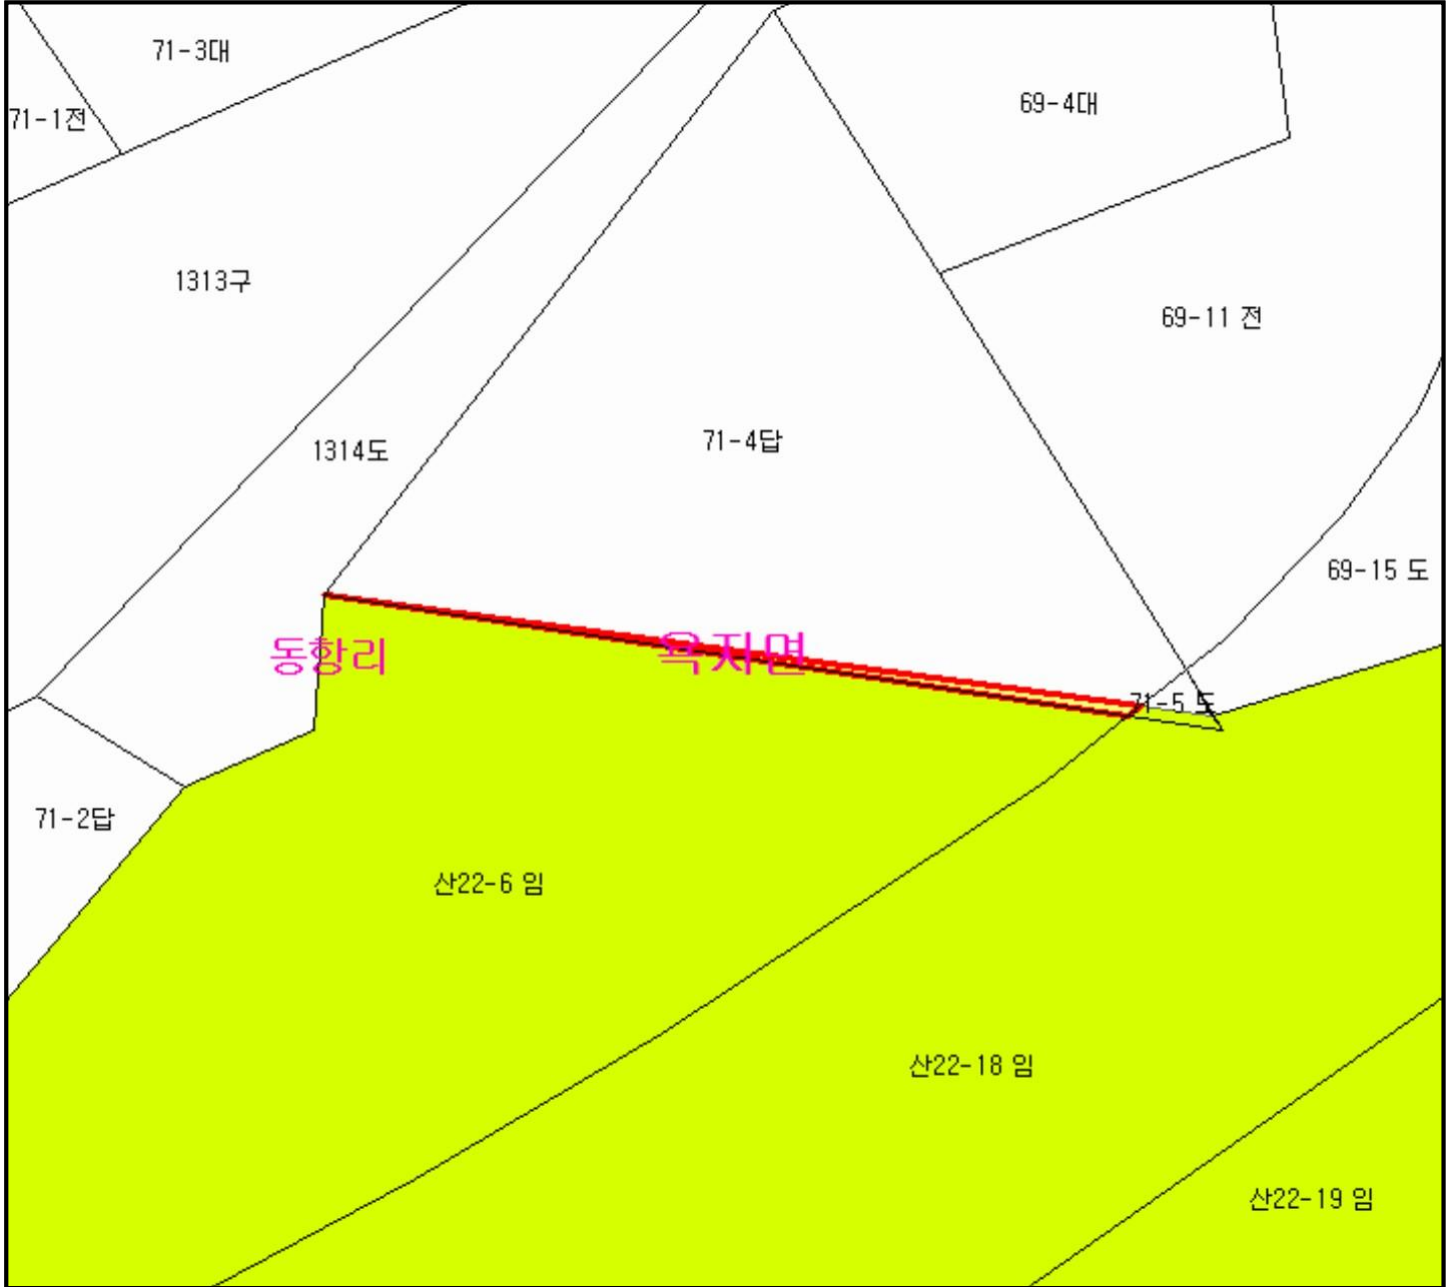 71-3대
69-4대
71-1전
1313구
69-11 전
71-4답
1314도
69-15 도
동항리
욕지면
71-5 도
71-2답
산22-6 임
산22-18 임
산22-19 임